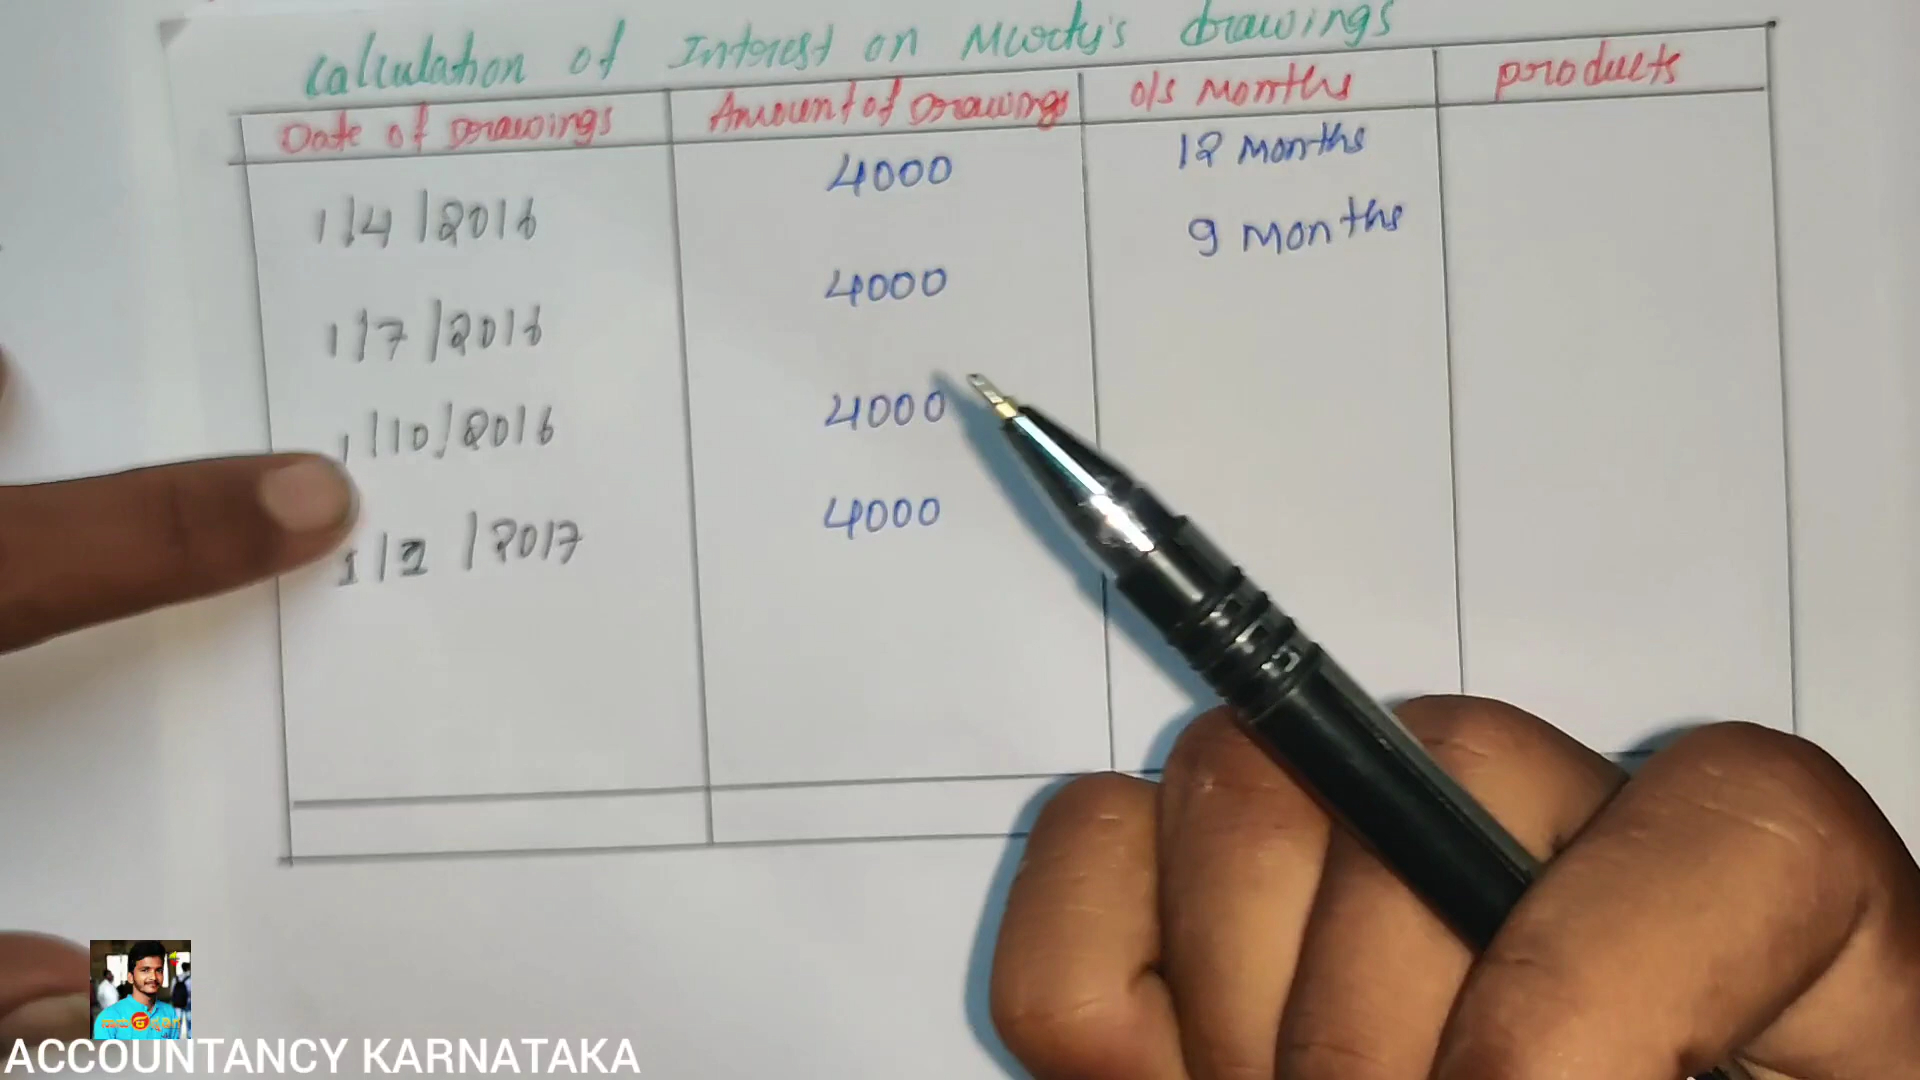 Calculation of Interest on Murty's drawings
Date of Drawings Amount of Drawings o/s months products
1/4/2016 4000 12 months
1/7/2016 4000 9 months
1/10/2016 4000
1/2/2017 4000
ACCOUNTANCY KARNATAKA